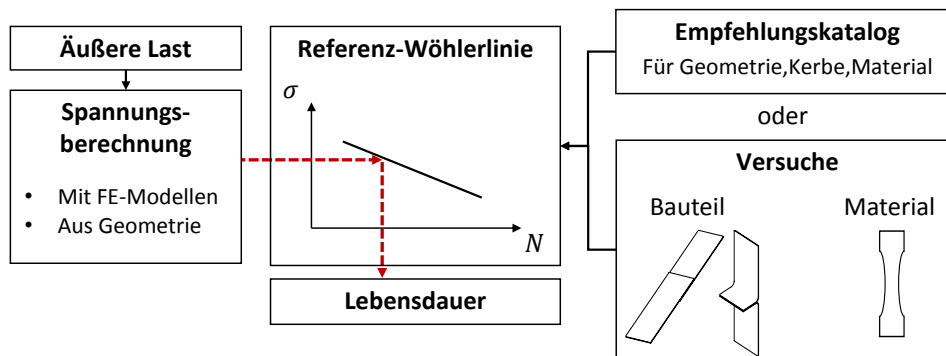 Äußere Last
Spannungs-
berechnung
• Mit FE-Modellen
• Aus Geometrie
Referenz-Wöhlerlinie
σ
N
Lebensdauer
Empfehlungskatalog
Für Geometrie,Kerbe,Material
oder
Versuche
Bauteil Material